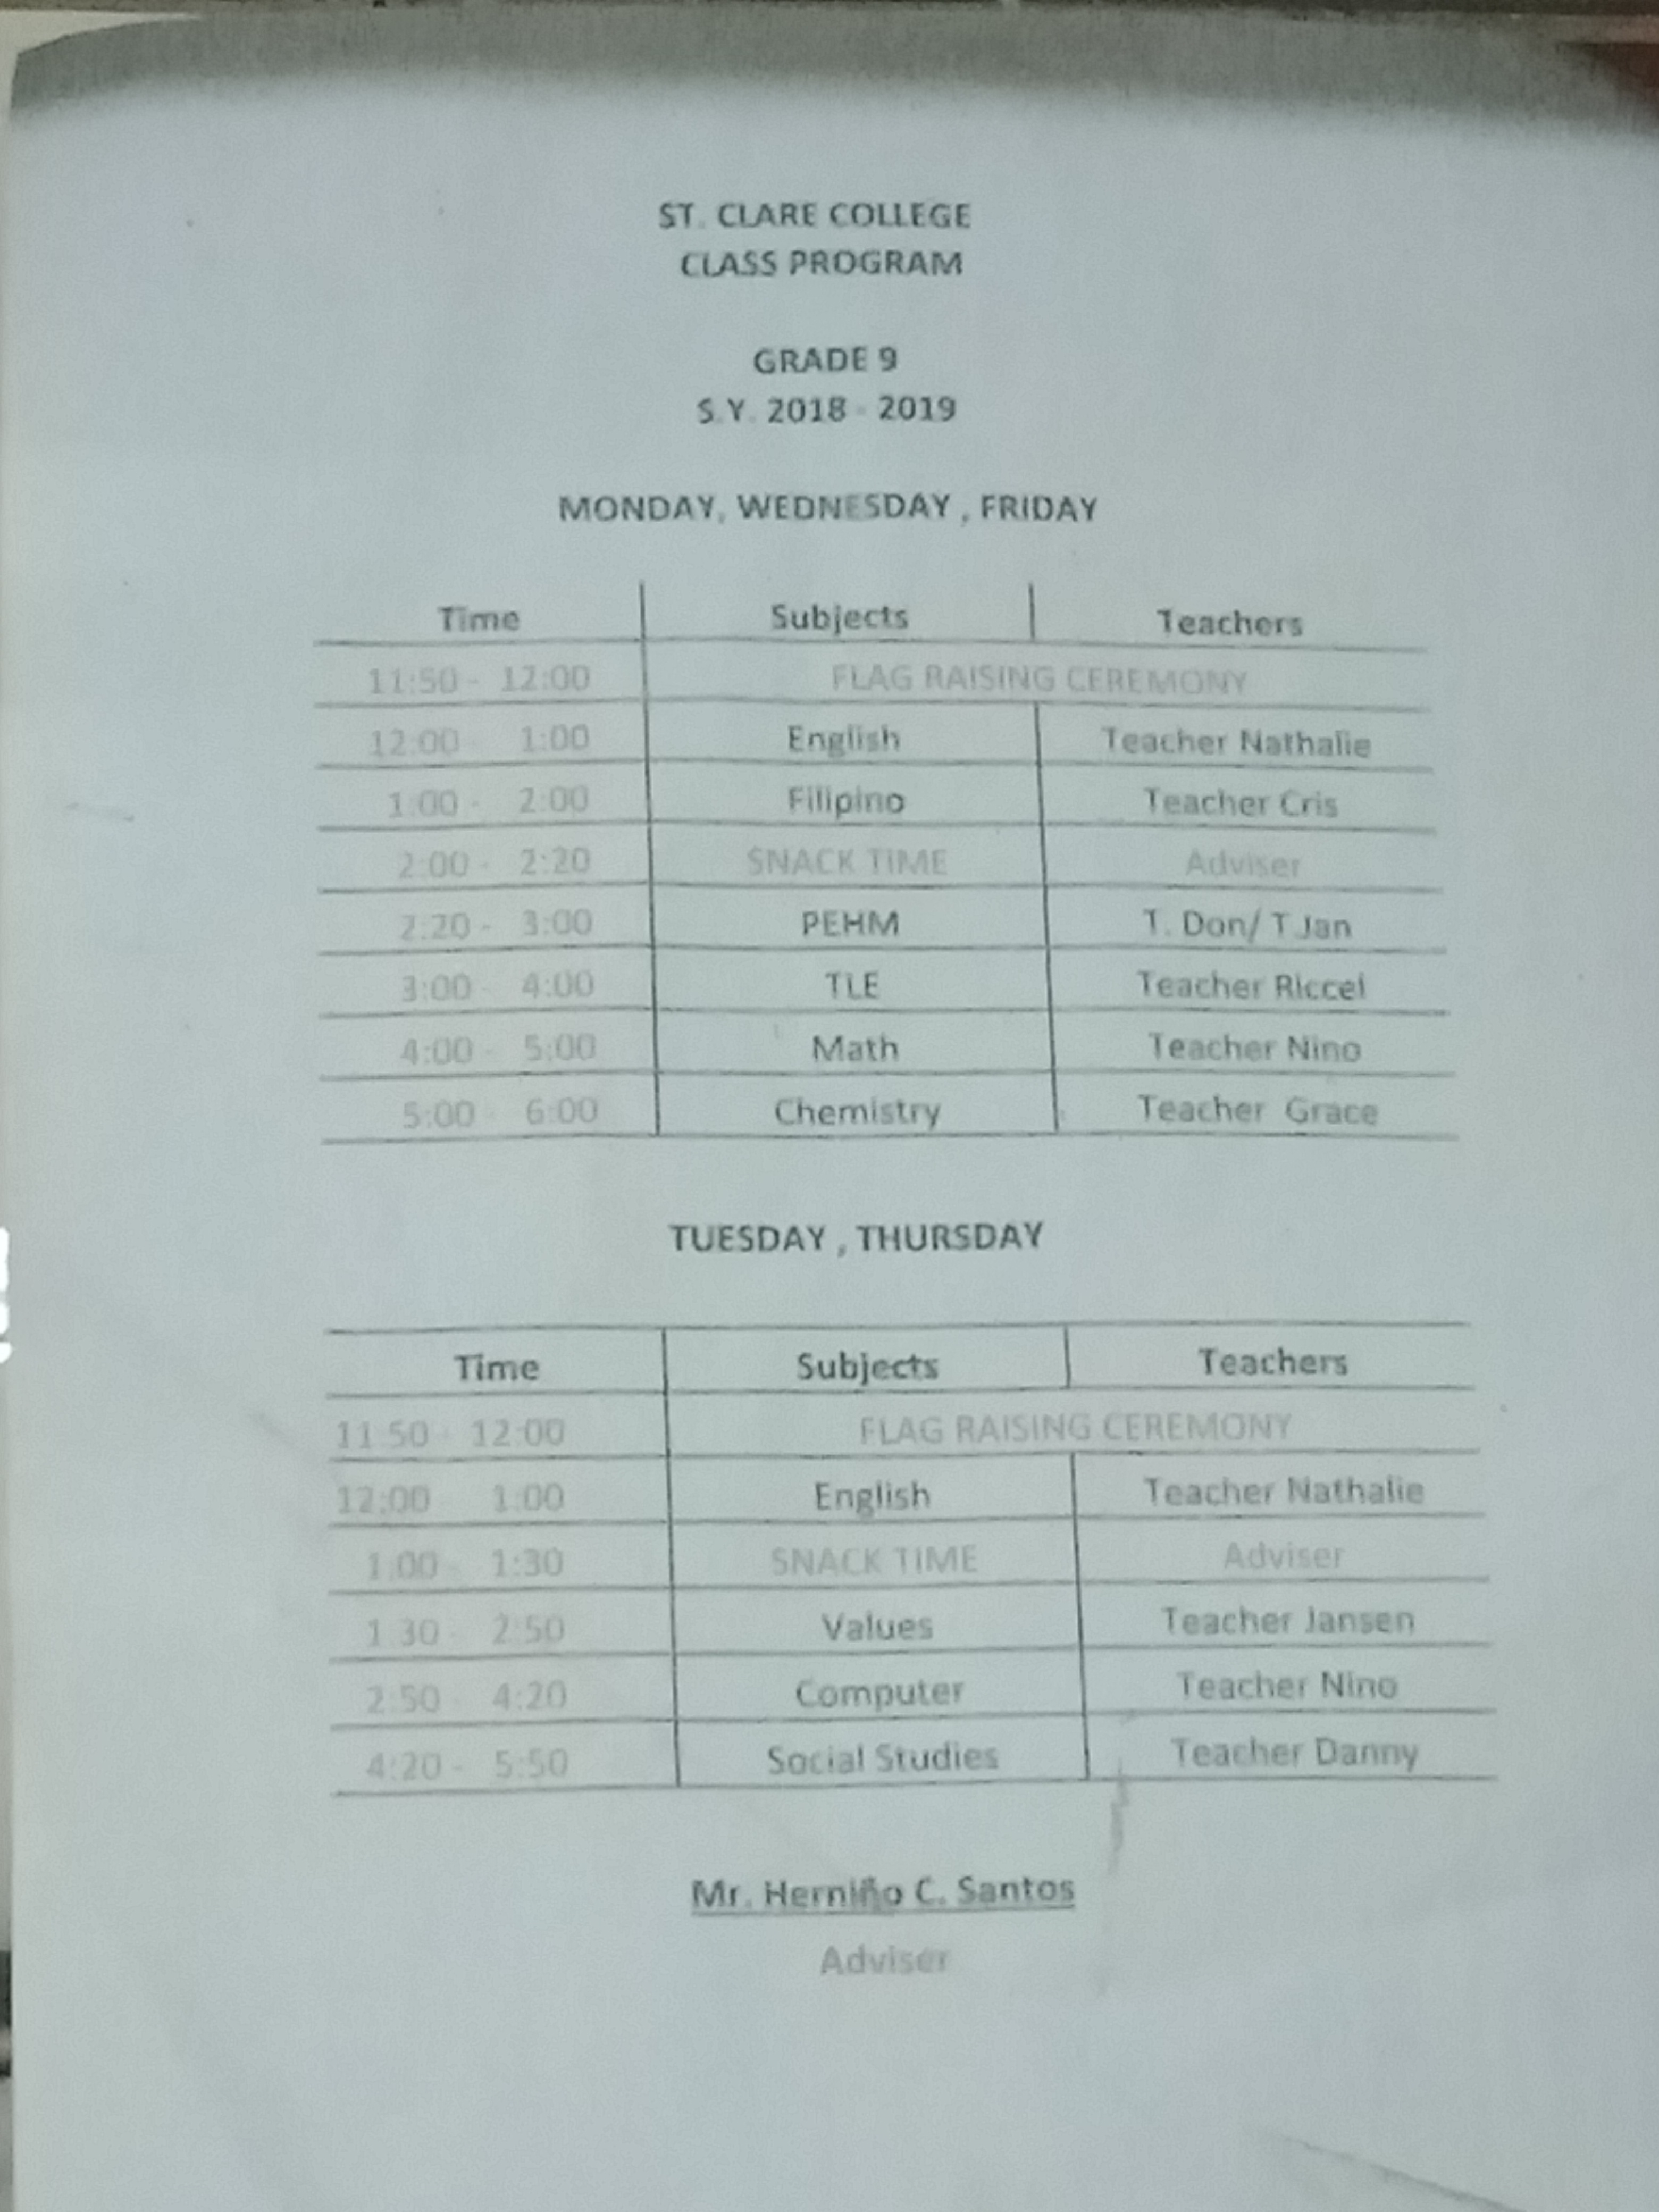 ST. CLARE COLLEGE
CLASS PROGRAM
GRADE 9
S.Y. 2018 - 2019
MONDAY, WEDNESDAY , FRIDAY
Time Subjects Teachers
11:50 - 12:00 FLAG RAISING CEREMONY
12:00 - 1:00 English Teacher Nathalie
1:00 - 2:00 Filipino Teacher Cris
2:00 - 2:20 SNACK TIME Adviser
2:20 - 3:00 PEHM T. Don/ T.Jan
3:00 - 4:00 TLE Teacher Riccel
4:00 - 5:00 Math Teacher Nino
5:00 - 6:00 Chemistry Teacher Grace
TUESDAY , THURSDAY
Time Subjects Teachers
11:50 - 12:00 FLAG RAISING CEREMONY
12:00 1:00 English Teacher Nathalie
1:00 - 1:30 SNACK TIME Adviser
1:30 - 2:50 Values Teacher Jansen
2:50 - 4:20 Computer Teacher Nino
4:20 - 5:50 Social Studies Teacher Danny
Mr. Herniño C. Santos
Adviser